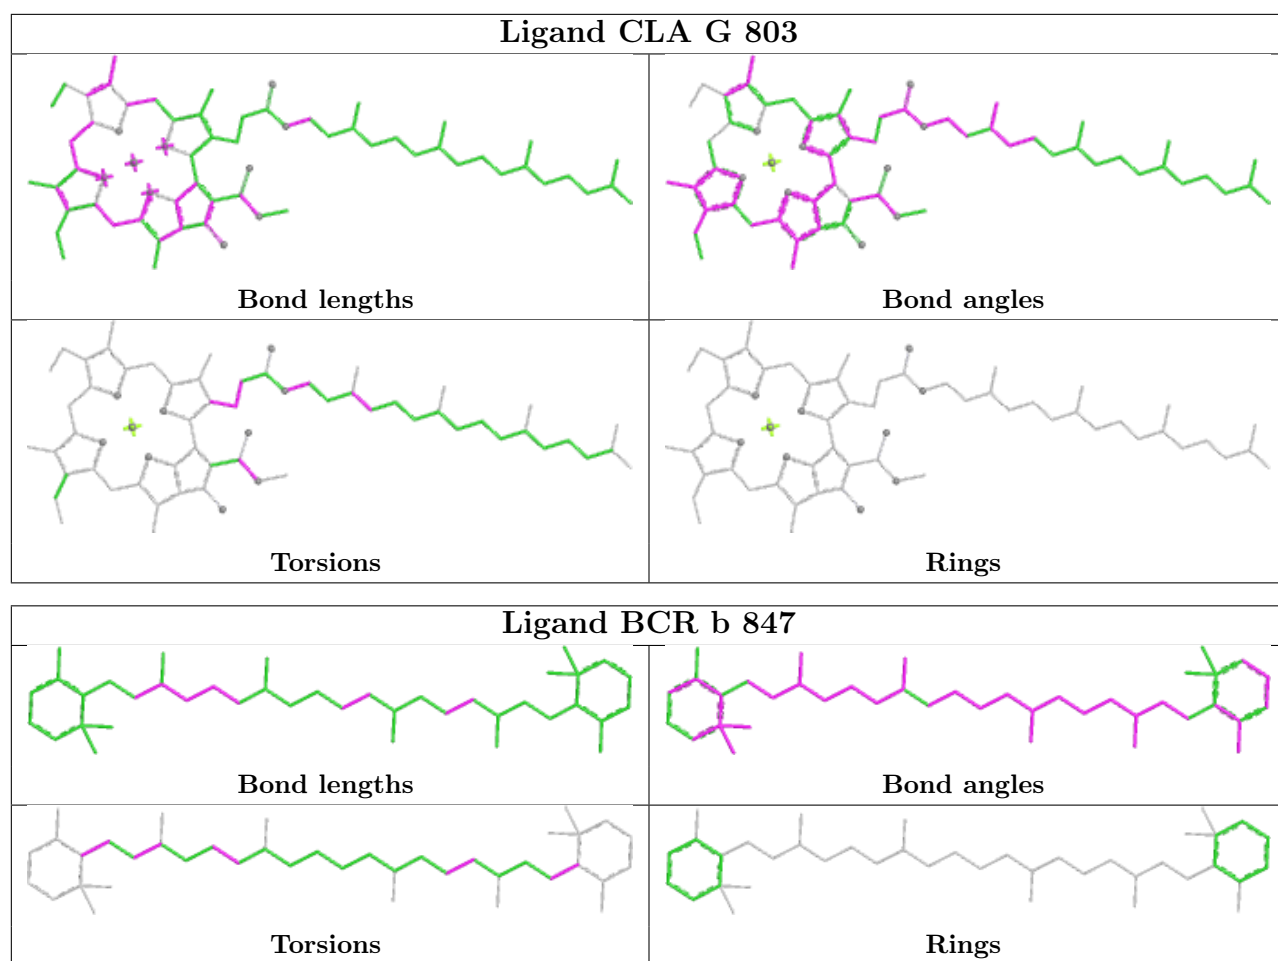 Ligand CLA G 803
Bond lengths
Bond angles
Torsions
Rings
Ligand BCR b 847
Bond lengths
Bond angles
Torsions
Rings